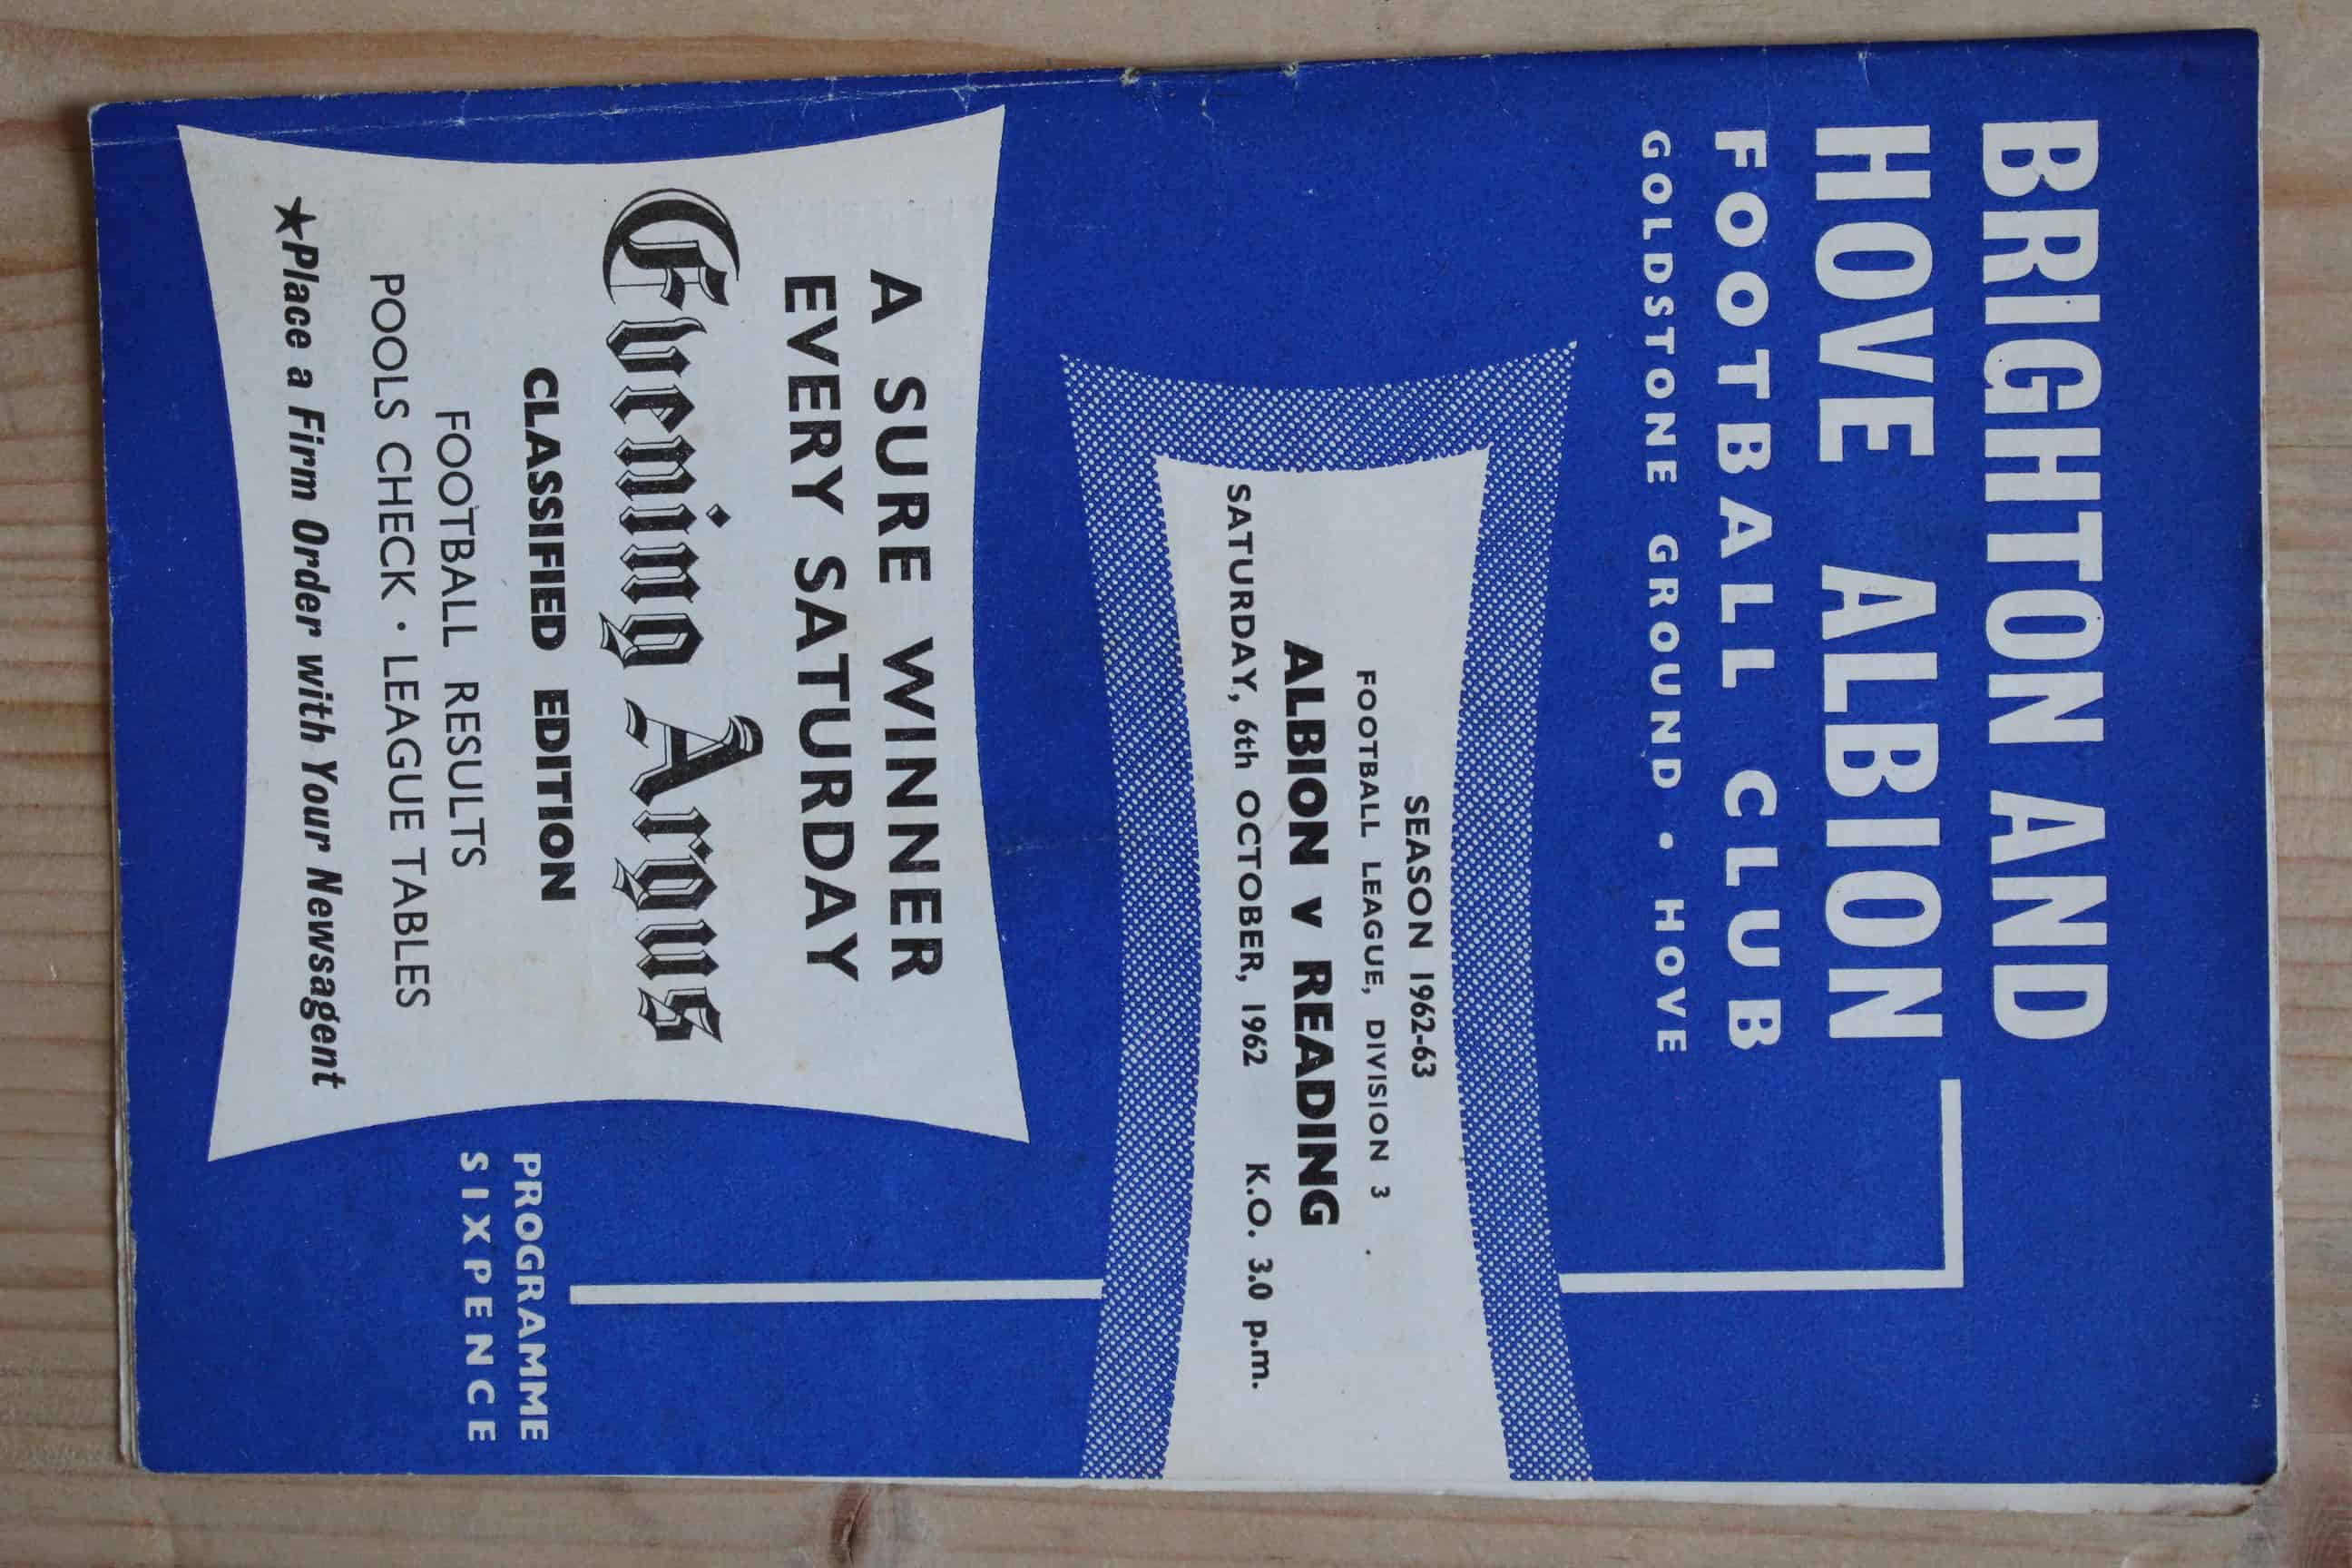 BRIGHTON AND
HOVE ALBION
FOOTBALL CLUB
GOLDSTONE GROUND • HOVE
SEASON 1962-63
FOOTBALL LEAGUE, DIVISION 3
ALBION v READING
SATURDAY, 6th OCTOBER, 1962 K.O. 3.0 p.m.
A SURE WINNER
EVERY SATURDAY
Evening Argus
CLASSIFIED EDITION
FOOTBALL RESULTS
POOLS CHECK · LEAGUE TABLES
★Place a Firm Order with Your Newsagent
PROGRAMME
SIXPENCE